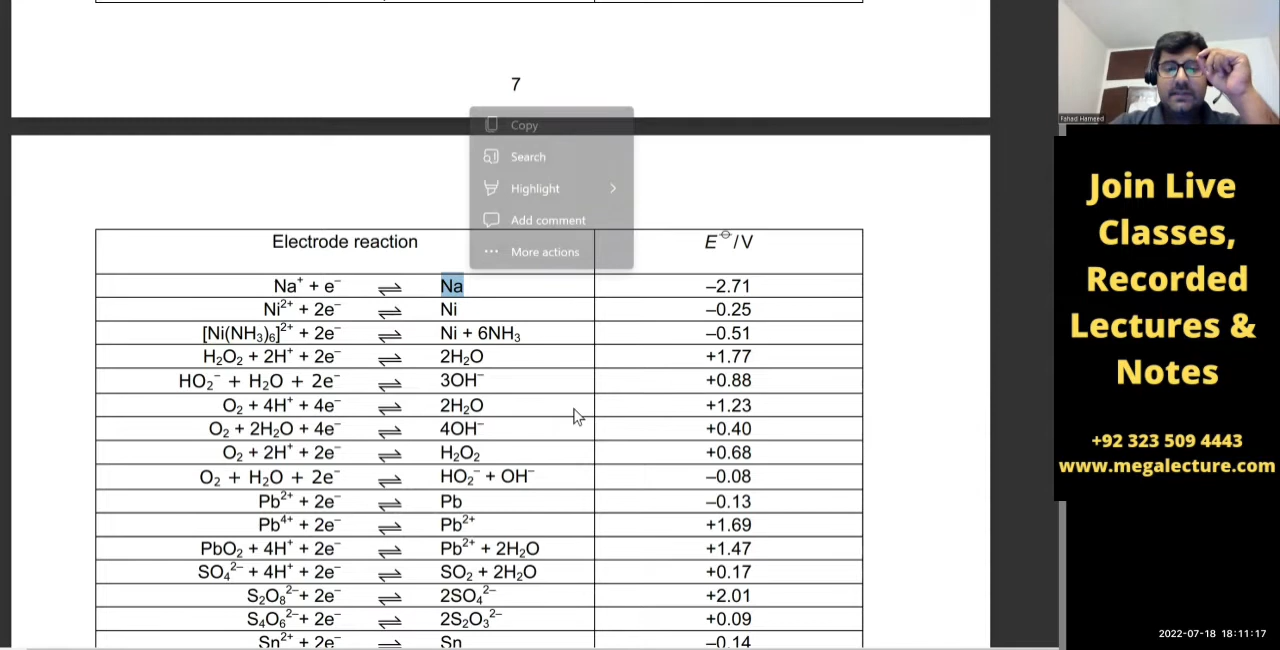 7
Copy
Search
Highlight
Add comment
More actions
Electrode reaction E⊖/V
Na⁺ + e⁻ ⇌ Na –2.71
Ni²⁺ + 2e⁻ ⇌ Ni –0.25
[Ni(NH₃)₆]²⁺ + 2e⁻ ⇌ Ni + 6NH₃ –0.51
H₂O₂ + 2H⁺ + 2e⁻ ⇌ 2H₂O +1.77
HO₂⁻ + H₂O + 2e⁻ ⇌ 3OH⁻ +0.88
O₂ + 4H⁺ + 4e⁻ ⇌ 2H₂O +1.23
O₂ + 2H₂O + 4e⁻ ⇌ 4OH⁻ +0.40
O₂ + 2H⁺ + 2e⁻ ⇌ H₂O₂ +0.68
O₂ + H₂O + 2e⁻ ⇌ HO₂⁻ + OH⁻ –0.08
Pb²⁺ + 2e⁻ ⇌ Pb –0.13
Pb⁴⁺ + 2e⁻ ⇌ Pb²⁺ +1.69
PbO₂ + 4H⁺ + 2e⁻ ⇌ Pb²⁺ + 2H₂O +1.47
SO₄²⁻ + 4H⁺ + 2e⁻ ⇌ SO₂ + 2H₂O +0.17
S₂O₈²⁻ + 2e⁻ ⇌ 2SO₄²⁻ +2.01
S₄O₆²⁻ + 2e⁻ ⇌ 2S₂O₃²⁻ +0.09
Sn²⁺ + 2e⁻ ⇌ Sn –0.14
Fahad Hameed
Join Live
Classes,
Recorded
Lectures &
Notes
+92 323 509 4443
www.megalecture.com
2022-07-18 18:11:17